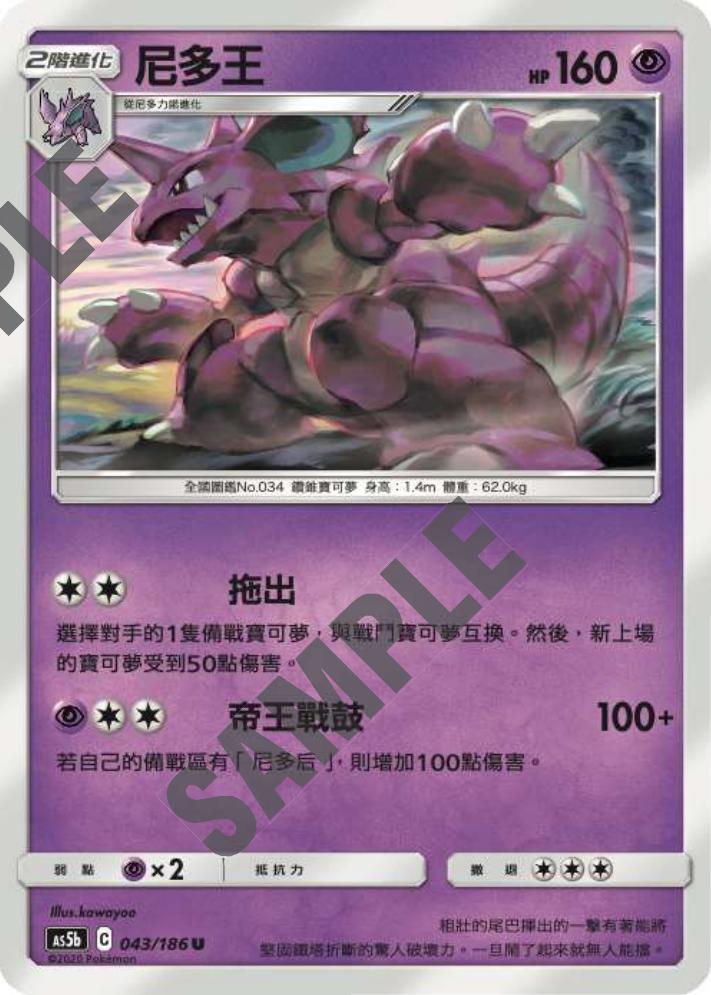 2階進化 尼多王 HP 160
從尼多力諾進化
全國圖鑑No.034 鑽錐寶可夢 身高：1.4m 體重：62.0kg
拖出
選擇對手的1隻備戰寶可夢，與戰鬥寶可夢互換。然後，新上場
的寶可夢受到50點傷害。
帝王戰鼓 100+
若自己的備戰區有「尼多后」，則增加100點傷害。
弱點 ×2 抵抗力 撤退
Illus.kawayoo
粗壯的尾巴揮出的一擊有著能將
AS5b C 043/186 U
堅固鐵塔折斷的驚人破壞力。一旦鬧了起來就無人能擋。
©2020 Pokémon
SAMPLE
PLE